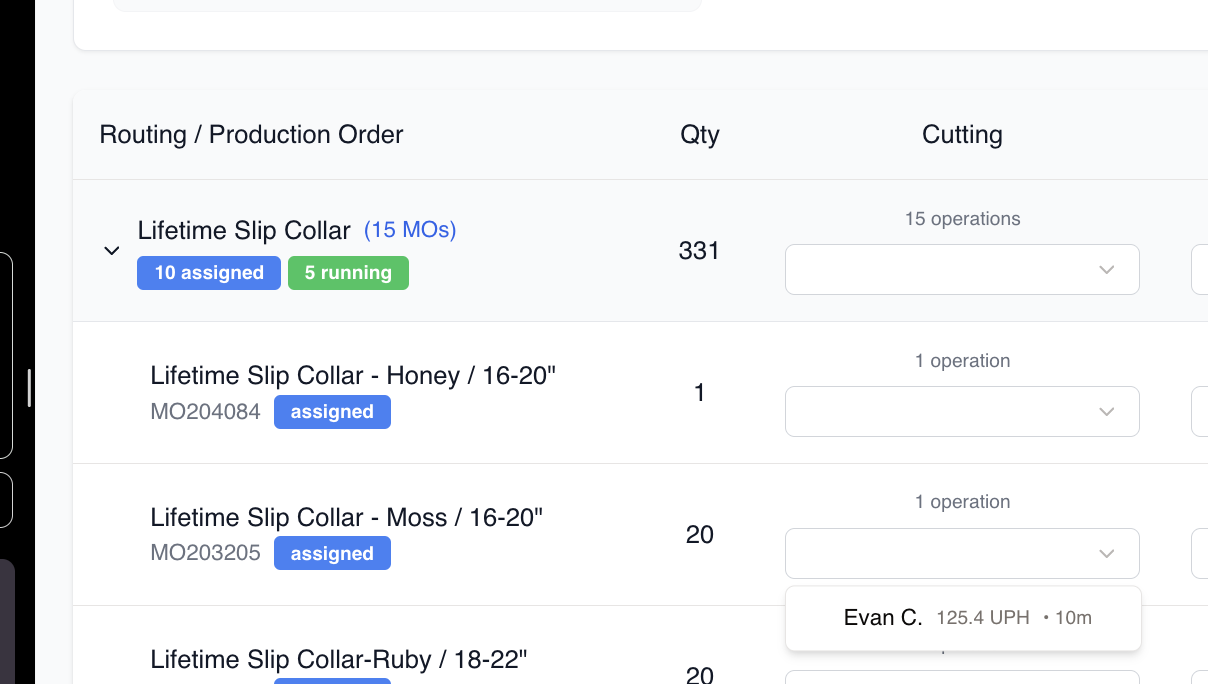 Routing / Production Order Qty Cutting
Lifetime Slip Collar (15 MOs)
10 assigned 5 running
331
15 operations
Lifetime Slip Collar - Honey / 16-20"
MO204084 assigned
1
1 operation
Lifetime Slip Collar - Moss / 16-20"
MO203205 assigned
20
1 operation
Evan C. 125.4 UPH • 10m
Lifetime Slip Collar-Ruby / 18-22"
20